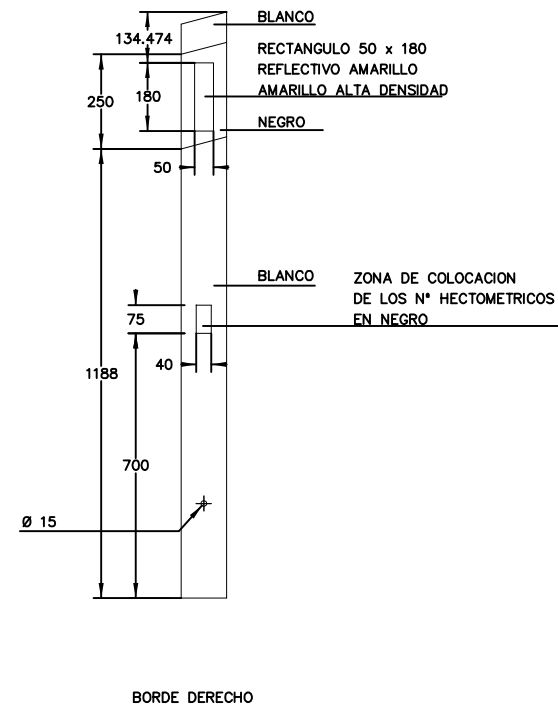 BLANCO
134.474
RECTANGULO 50 x 180
REFLECTIVO AMARILLO
AMARILLO ALTA DENSIDAD
250
180
NEGRO
50
BLANCO
ZONA DE COLOCACION
DE LOS Nº HECTOMETRICOS
EN NEGRO
75
40
1188
700
Ø 15
BORDE DERECHO